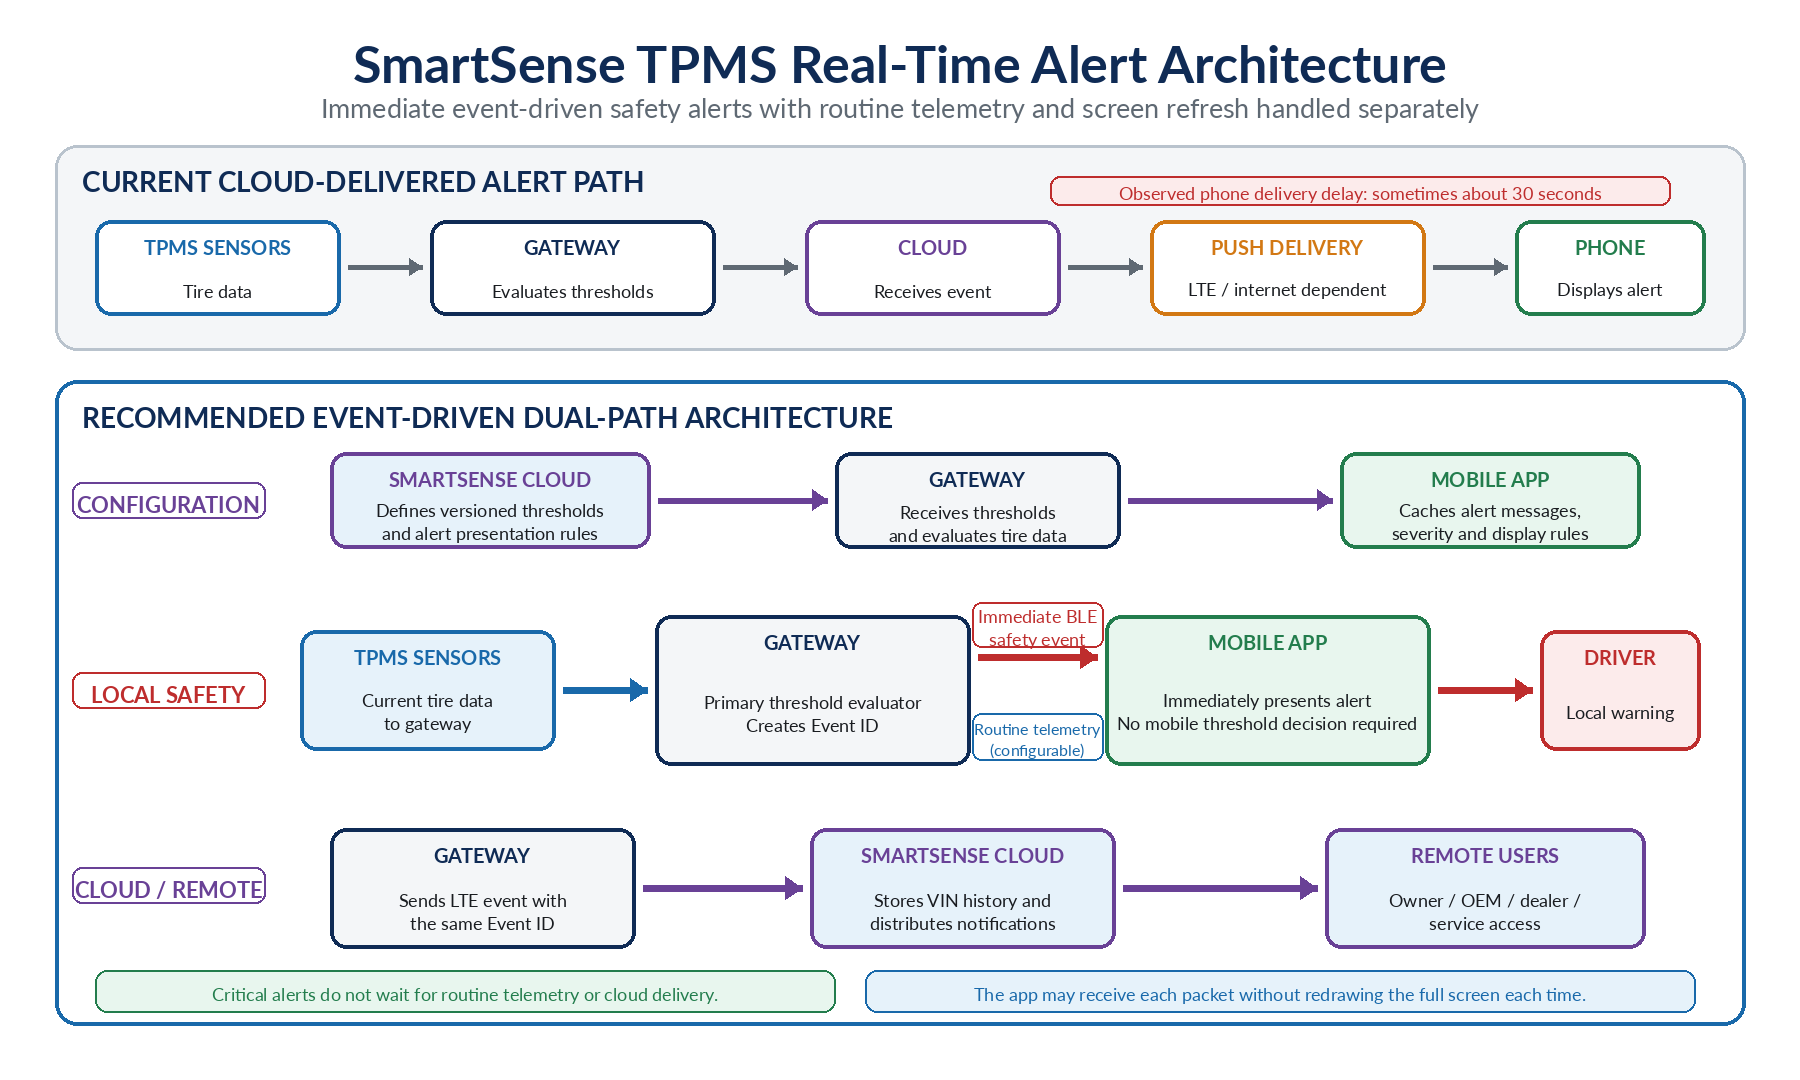 SmartSense TPMS Real-Time Alert Architecture
Immediate event-driven safety alerts with routine telemetry and screen refresh handled separately
CURRENT CLOUD-DELIVERED ALERT PATH
Observed phone delivery delay: sometimes about 30 seconds
TPMS SENSORS
Tire data
GATEWAY
Evaluates thresholds
CLOUD
Receives event
PUSH DELIVERY
LTE / internet dependent
PHONE
Displays alert
RECOMMENDED EVENT-DRIVEN DUAL-PATH ARCHITECTURE
CONFIGURATION
SMARTSENSE CLOUD
Defines versioned thresholds
and alert presentation rules
GATEWAY
Receives thresholds
and evaluates tire data
MOBILE APP
Caches alert messages,
severity and display rules
LOCAL SAFETY
TPMS SENSORS
Current tire data
to gateway
GATEWAY
Primary threshold evaluator
Creates Event ID
Immediate BLE
safety event
Routine telemetry
(configurable)
MOBILE APP
Immediately presents alert
No mobile threshold decision required
DRIVER
Local warning
CLOUD / REMOTE
GATEWAY
Sends LTE event with
the same Event ID
SMARTSENSE CLOUD
Stores VIN history and
distributes notifications
REMOTE USERS
Owner / OEM / dealer /
service access
Critical alerts do not wait for routine telemetry or cloud delivery.
The app may receive each packet without redrawing the full screen each time.